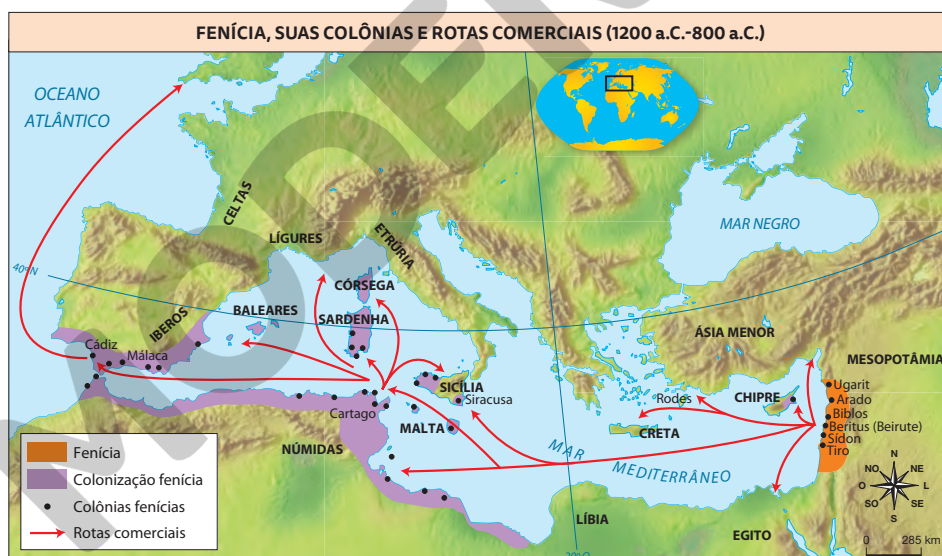 FENÍCIA, SUAS COLÔNIAS E ROTAS COMERCIAIS (1200 a.C.-800 a.C.)
OCEANO
ATLÂNTICO
CELTAS
LÍGURES
ETRÚRIA
MAR NEGRO
40ºN
CÓRSEGA
BALEARES
SARDENHA
IBEROS
ÁSIA MENOR
MESOPOTÂMIA
Cádiz
Málaca
SICÍLIA
Siracusa
Rodes
CHIPRE
Ugarit
Arado
Biblos
Beritus (Beirute)
Sídon
Tiro
Cartago
MALTA
CRETA
NÚMIDAS
MAR
MEDITERRÂNEO
LÍBIA
EGITO
Fenícia
Colonização fenícia
Colônias fenícias
Rotas comerciais
N
NO
NE
O
L
SO
SE
S
0
285 km